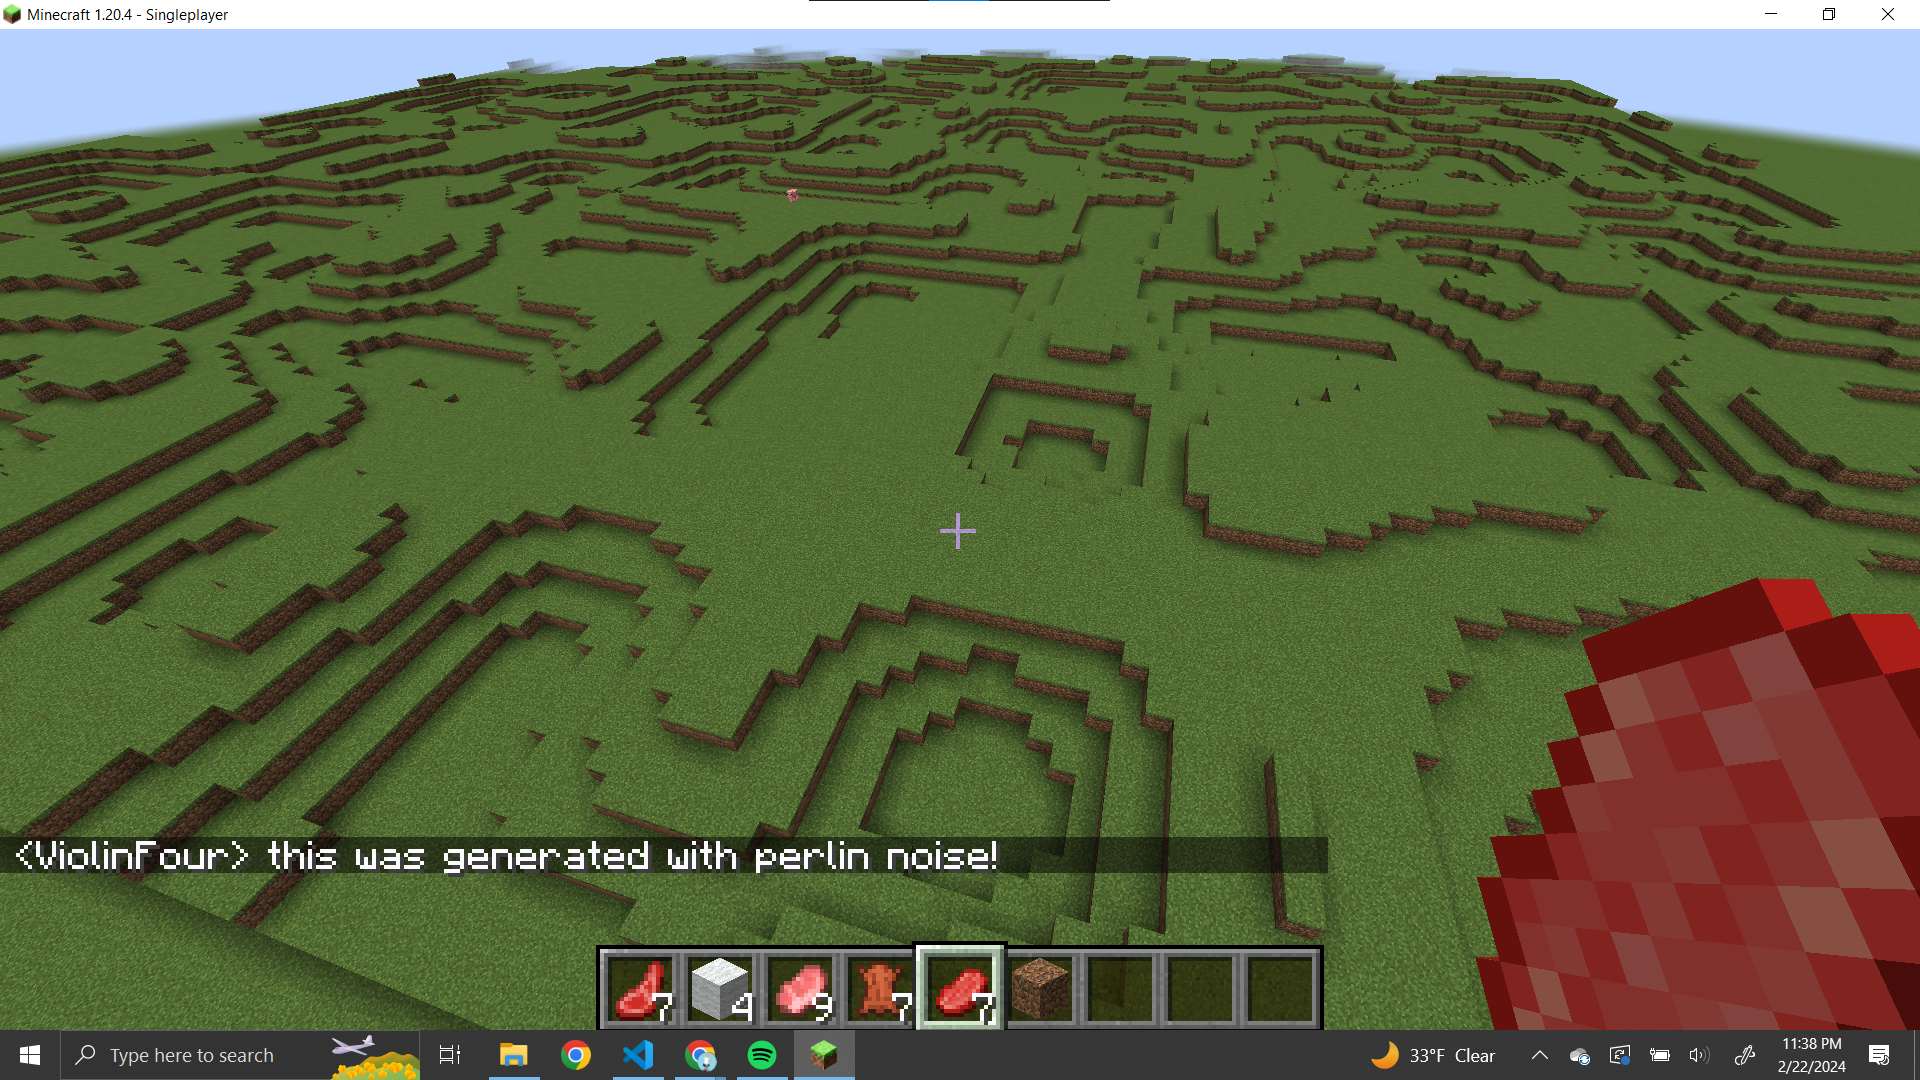 Minecraft 1.20.4 - Singleplayer
<ViolinFour> this was generated with perlin noise!
7 4 9 7 7
Type here to search
33°F Clear
11:38 PM
2/22/2024